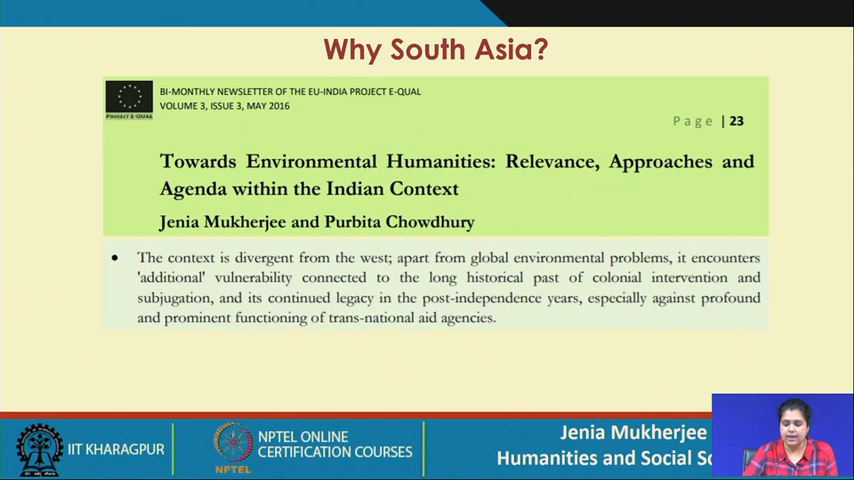 Why South Asia?
BI-MONTHLY NEWSLETTER OF THE EU-INDIA PROJECT E-QUAL
VOLUME 3, ISSUE 3, MAY 2016
PROJECT E-QUAL
Page | 23
Towards Environmental Humanities: Relevance, Approaches and
Agenda within the Indian Context
Jenia Mukherjee and Purbita Chowdhury
• The context is divergent from the west; apart from global environmental problems, it encounters
'additional' vulnerability connected to the long historical past of colonial intervention and
subjugation, and its continued legacy in the post-independence years, especially against profound
and prominent functioning of trans-national aid agencies.
IIT KHARAGPUR
NPTEL
NPTEL ONLINE
CERTIFICATION COURSES
Jenia Mukherjee
Humanities and Social